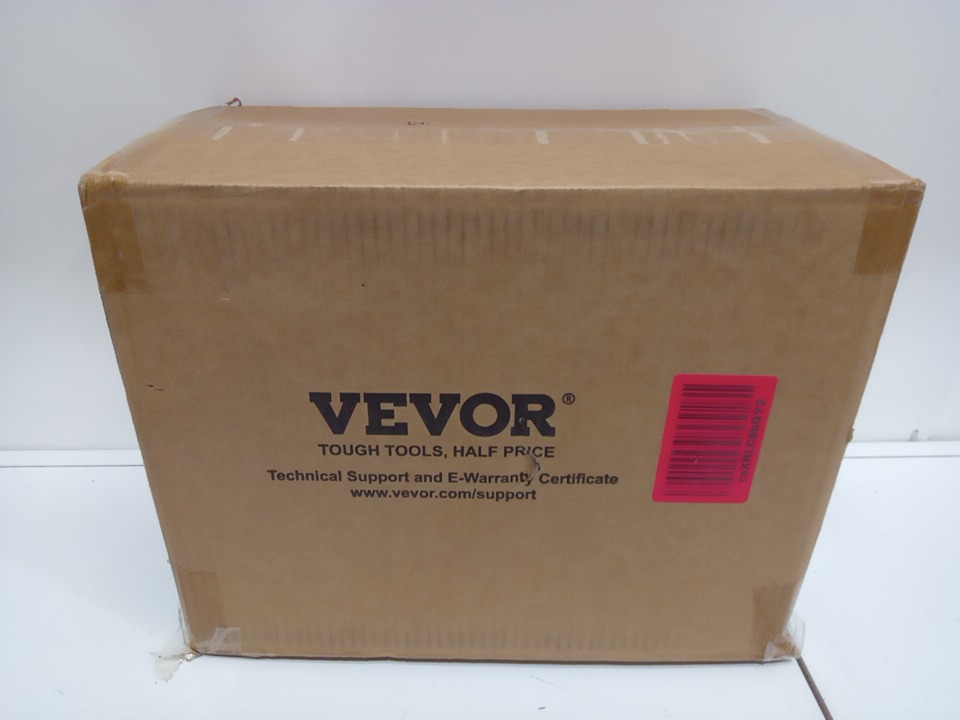 VEVOR®
TOUGH TOOLS, HALF PRICE
Technical Support and E-Warranty Certificate
www.vevor.com/support